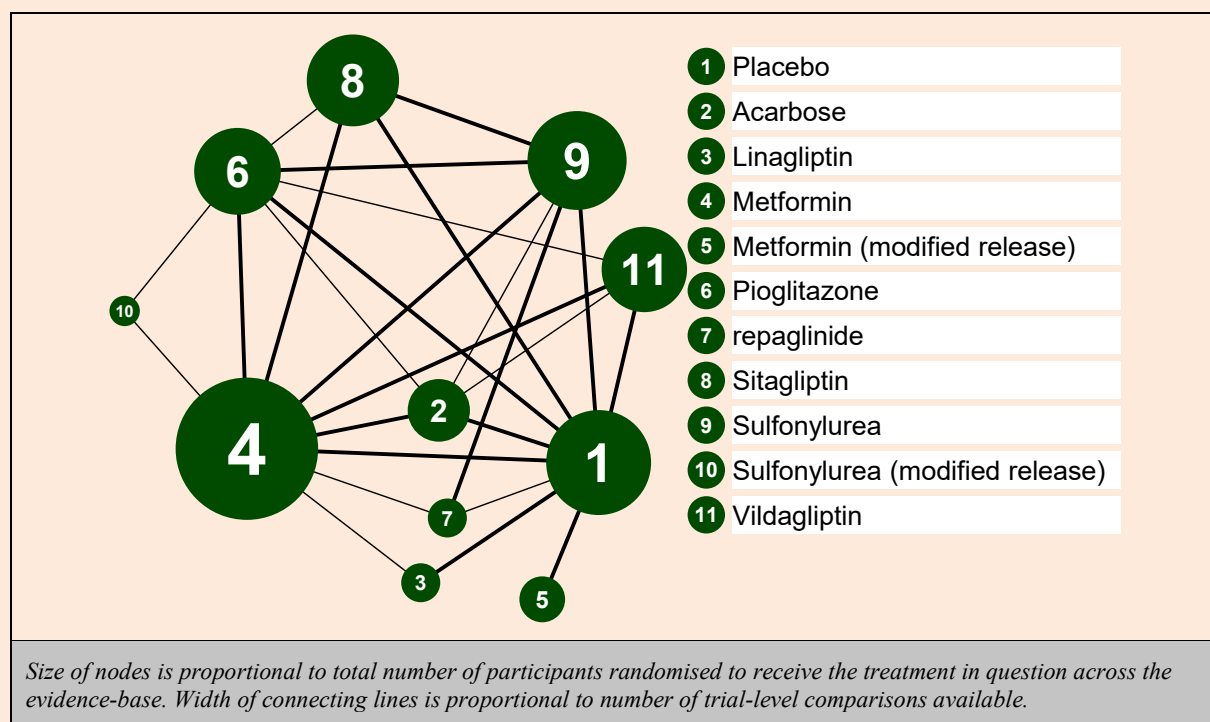 8
9
6
11
10
2
4
1
7
3
5
1 Placebo
2 Acarbose
3 Linagliptin
4 Metformin
5 Metformin (modified release)
6 Pioglitazone
7 repaglinide
8 Sitagliptin
9 Sulfonylurea
10 Sulfonylurea (modified release)
11 Vildagliptin
Size of nodes is proportional to total number of participants randomised to receive the treatment in question across the
evidence-base. Width of connecting lines is proportional to number of trial-level comparisons available.